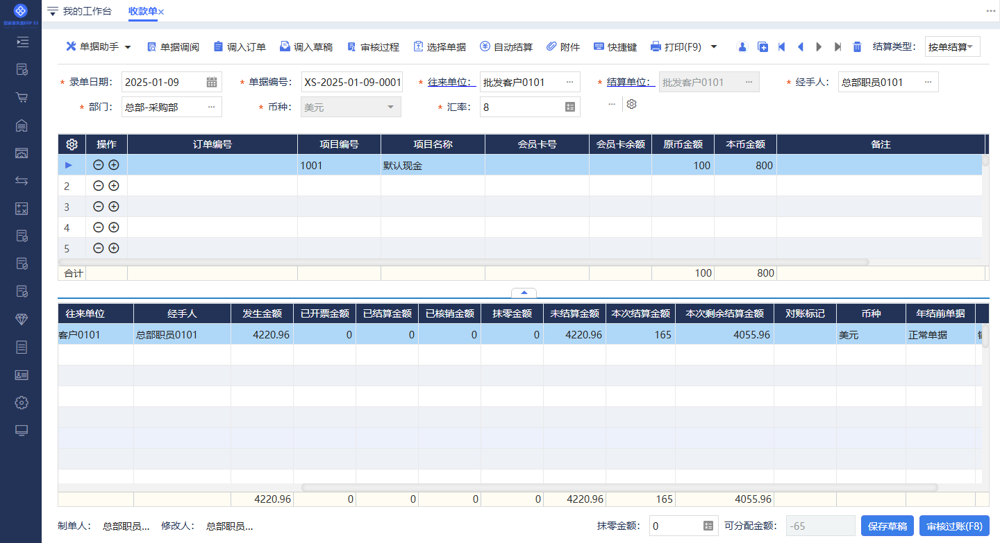 我的工作台 收款单×
单据助手 单据调阅 调入订单 调入草稿 审核过程 选择单据 自动结算 附件 快捷键 打印(F9) 结算类型： 按单结算
* 录单日期： 2025-01-09 * 单据编号： XS-2025-01-09-0001 * 往来单位： 批发客户0101 ... * 结算单位： 批发客户0101 ... * 经手人： 总部职员0101 ...
* 部门： 总部-采购部 ... * 币种： 美元 * 汇率： 8 ...
操作 订单编号 项目编号 项目名称 会员卡号 会员卡余额 原币金额 本币金额 备注
1001 默认现金 100 800
2
3
4
5
合计 100 800
往来单位 经手人 发生金额 已开票金额 已结算金额 已核销金额 抹零金额 未结算金额 本次结算金额 本次剩余结算金额 对账标记 币种 年结前单据
客户0101 总部职员0101 4220.96 0 0 0 0 4220.96 165 4055.96 美元 正常单据
4220.96 0 0 0 0 4220.96 165 4055.96
制单人： 总部职员... 修改人： 总部职员... 抹零金额： 0 可分配金额： -65 保存草稿 审核过账(F8)